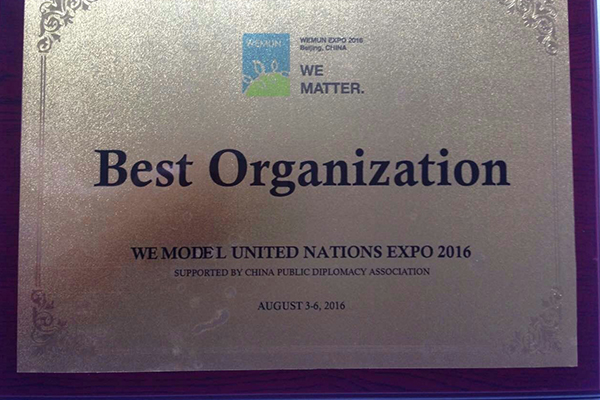 WEMUN
WEMUN EXPO 2016
Beijing, CHINA
WE
MATTER.
Best Organization
WE MODEL UNITED NATIONS EXPO 2016
SUPPORTED BY CHINA PUBLIC DIPLOMACY ASSOCIATION
AUGUST 3-6, 2016